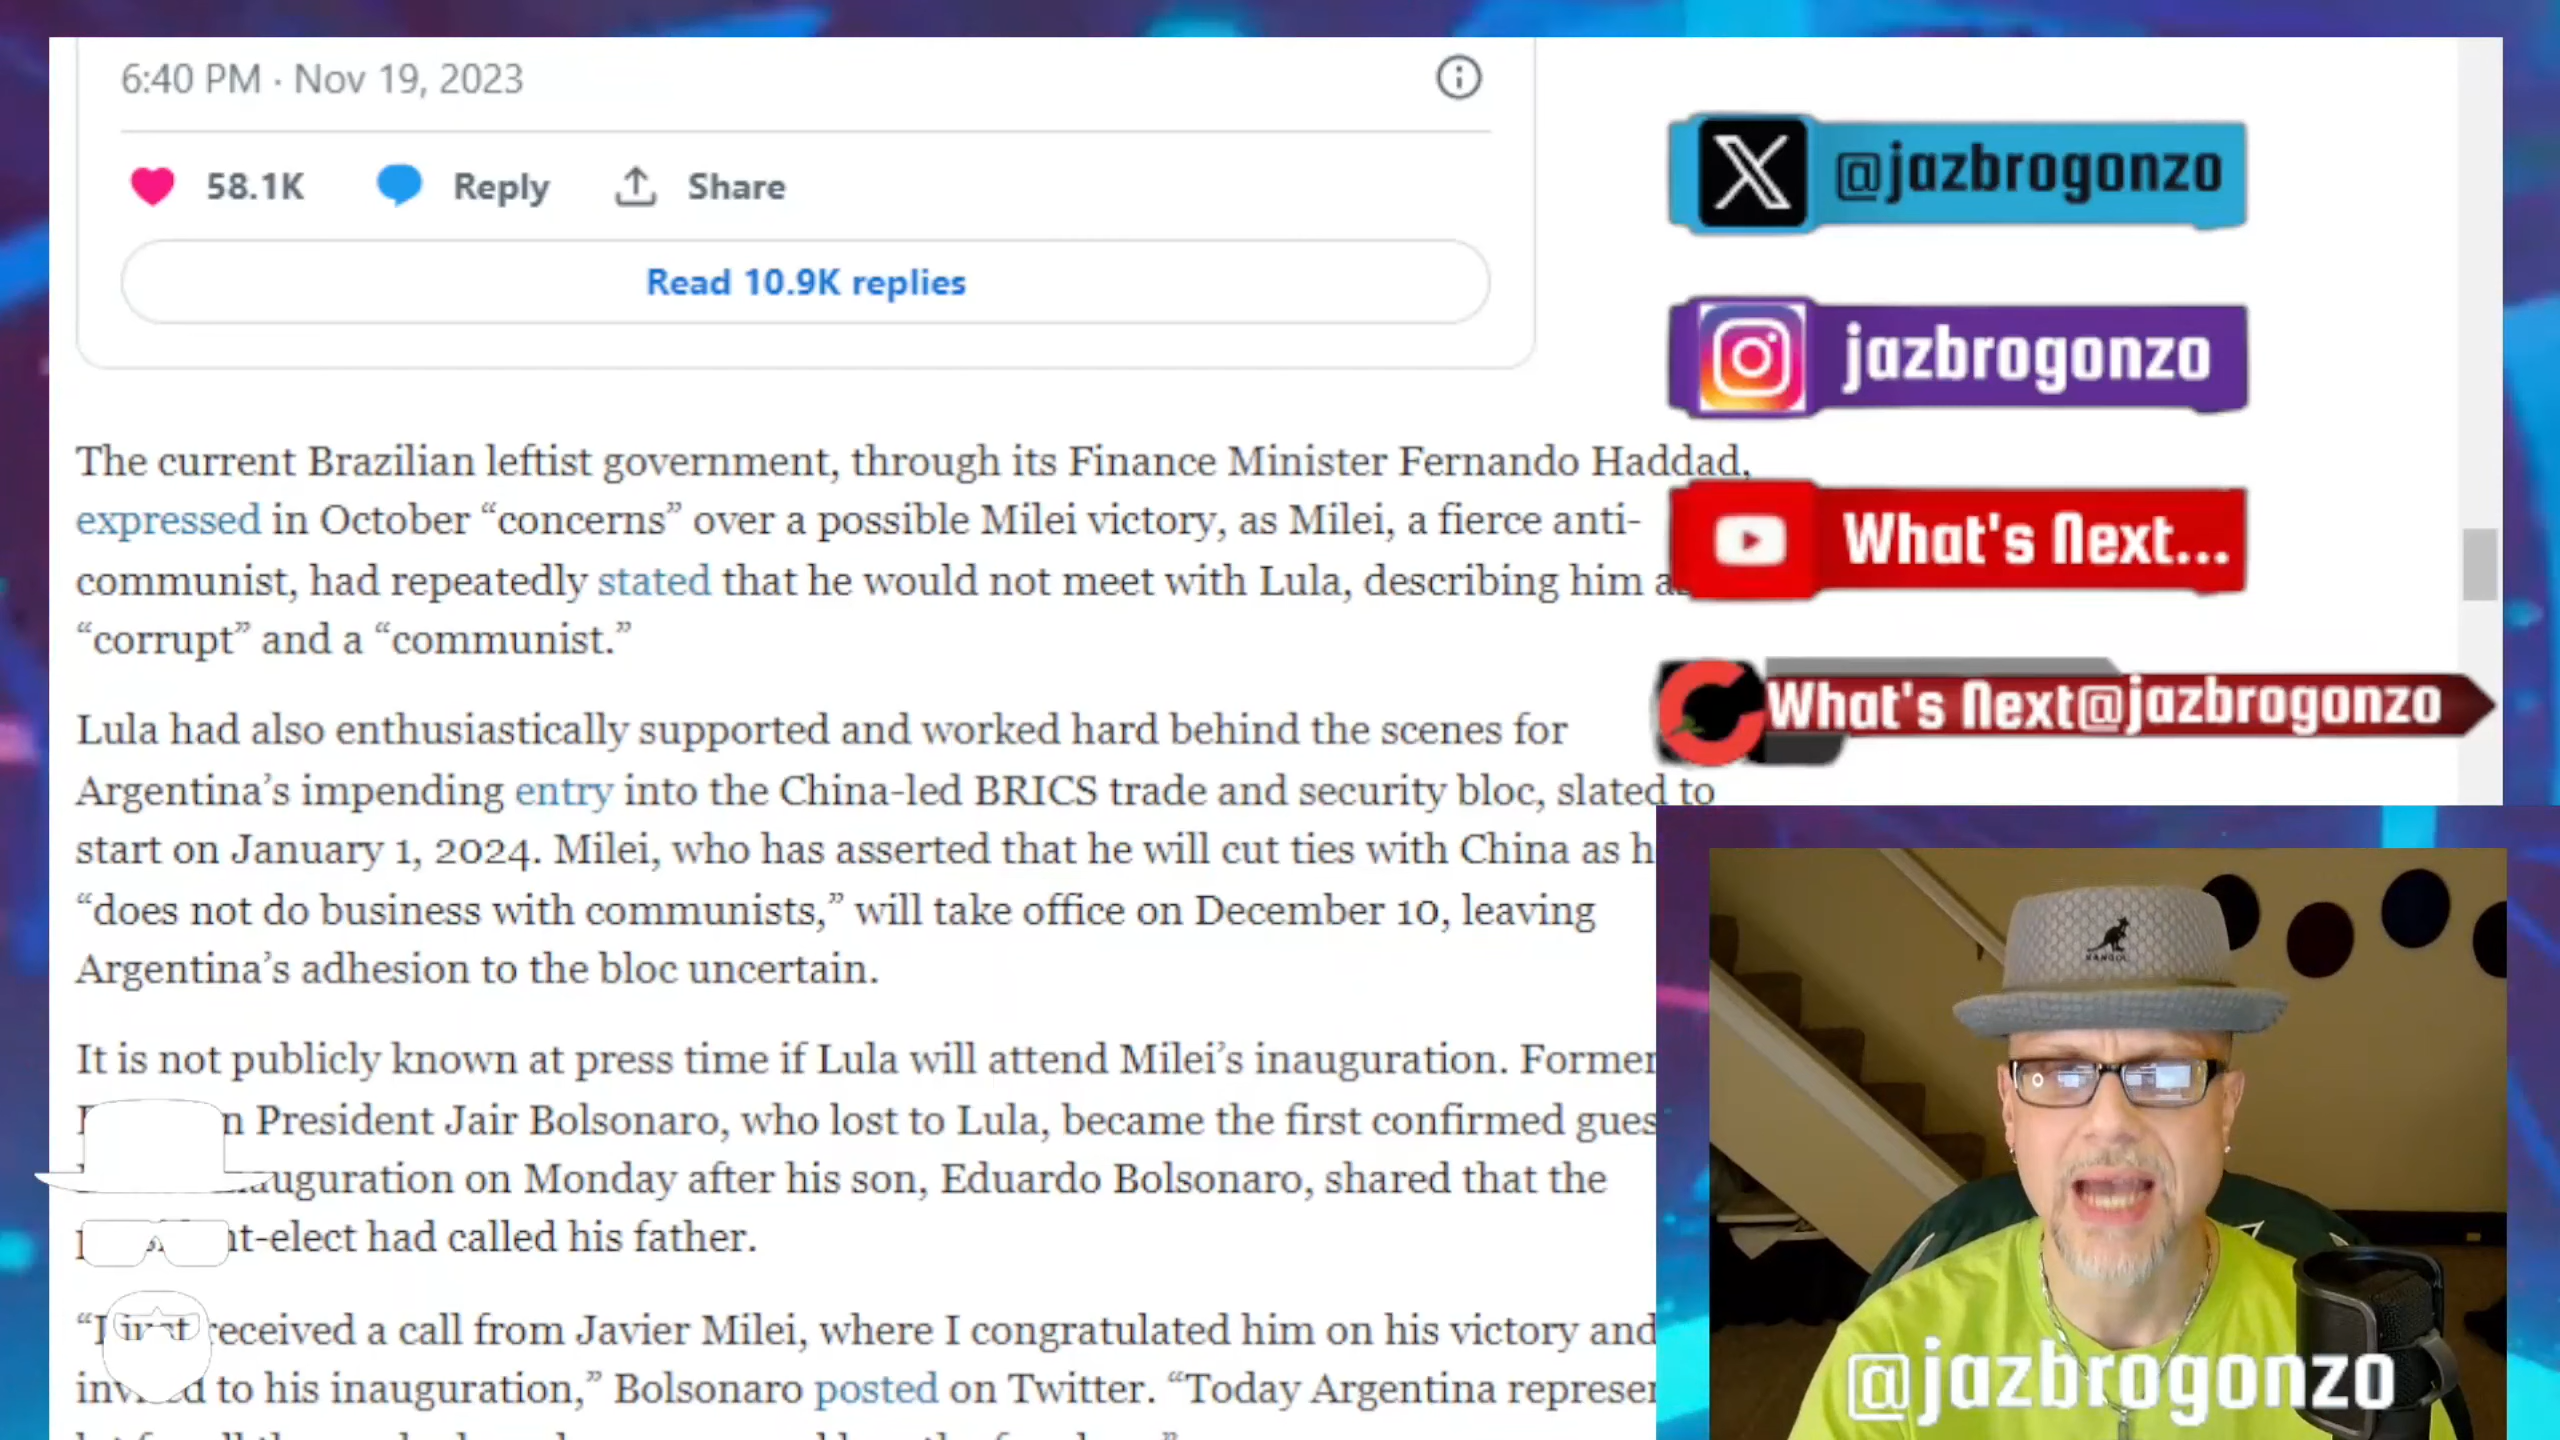 6:40 PM · Nov 19, 2023
58.1K Reply Share
Read 10.9K replies
The current Brazilian leftist government, through its Finance Minister Fernando Haddad,
expressed in October “concerns” over a possible Milei victory, as Milei, a fierce anti-
communist, had repeatedly stated that he would not meet with Lula, describing him
“corrupt” and a “communist.”
Lula had also enthusiastically supported and worked hard behind the scenes for
Argentina’s impending entry into the China-led BRICS trade and security bloc, slated to
start on January 1, 2024. Milei, who has asserted that he will cut ties with China as
“does not do business with communists,” will take office on December 10, leaving
Argentina’s adhesion to the bloc uncertain.
It is not publicly known at press time if Lula will attend Milei’s inauguration. Former
President Jair Bolsonaro, who lost to Lula, became the first confirmed
on Monday after his son, Eduardo Bolsonaro, shared that the
had called his father.
received a call from Javier Milei, where I congratulated him on his victory and
to his inauguration,” Bolsonaro posted on Twitter. “Today Argentina
@jazbrogonzo
jazbrogonzo
What's Next...
What's Next@jazbrogonzo
KANGOL
@jazbrogonzo